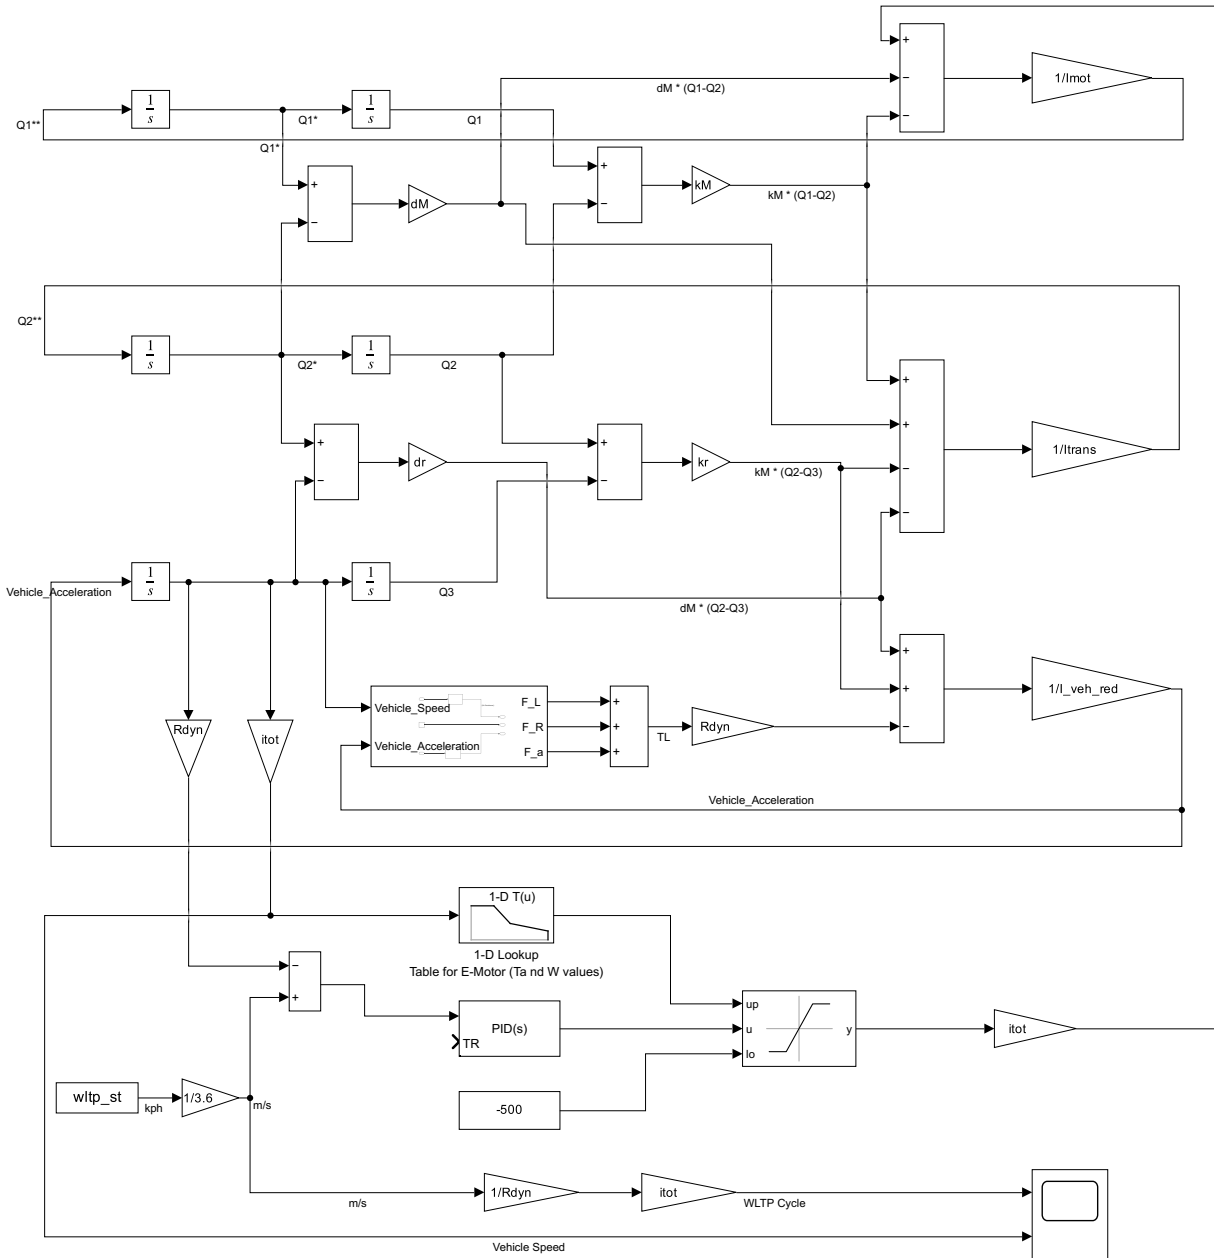 +
dM * (Q1-Q2)
−
1/Imot
1
s
1
s
−
Q1**
Q1*
Q1
Q1*
+
+
kM
kM * (Q1-Q2)
dM
−
−
Q2**
1
s
1
s
Q2*
Q2
+
+
+
+
1/Itrans
dr
kr
kM * (Q2-Q3)
−
−
−
−
1
s
1
s
Vehicle_Acceleration
Q3
dM * (Q2-Q3)
+
+
1/I_veh_red
Vehicle_Speed
F_L
+
Rdyn
itot
F_R
+
TL
Rdyn
−
Vehicle_Acceleration
F_a
+
Vehicle_Acceleration
1-D T(u)
1-D Lookup
Table for E-Motor (Ta nd W values)
−
+
up
PID(s)
u
y
itot
TR
lo
wltp_st
kph
1/3.6
m/s
-500
1/Rdyn
itot
m/s
WLTP Cycle
Vehicle Speed